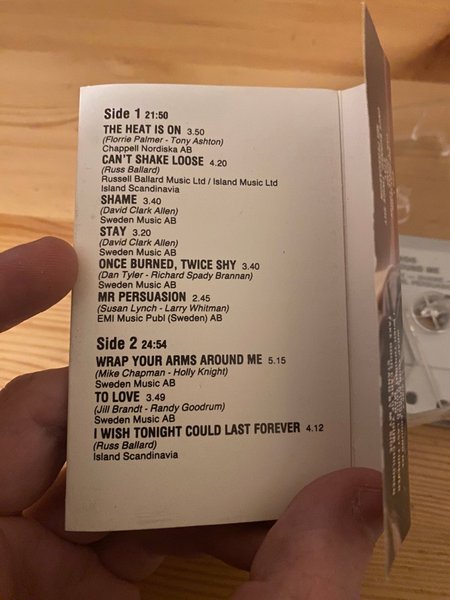 Side 1 21:50
THE HEAT IS ON 3.50
(Florrie Palmer - Tony Ashton)
Chappell Nordiska AB
CAN'T SHAKE LOOSE 4.20
(Russ Ballard)
Russell Ballard Music Ltd / Island Music Ltd
Island Scandinavia
SHAME 3.40
(David Clark Allen)
Sweden Music AB
STAY 3.20
(David Clark Allen)
Sweden Music AB
ONCE BURNED, TWICE SHY 3.40
(Dan Tyler - Richard Spady Brannan)
Sweden Music AB
MR PERSUASION 2.45
(Susan Lynch - Larry Whitman)
EMI Music Publ (Sweden) AB
Side 2 24:54
WRAP YOUR ARMS AROUND ME 5.15
(Mike Chapman - Holly Knight)
Sweden Music AB
TO LOVE 3.49
(Jill Brandt - Randy Goodrum)
Sweden Music AB
I WISH TONIGHT COULD LAST FOREVER 4.12
(Russ Ballard)
Island Scandinavia